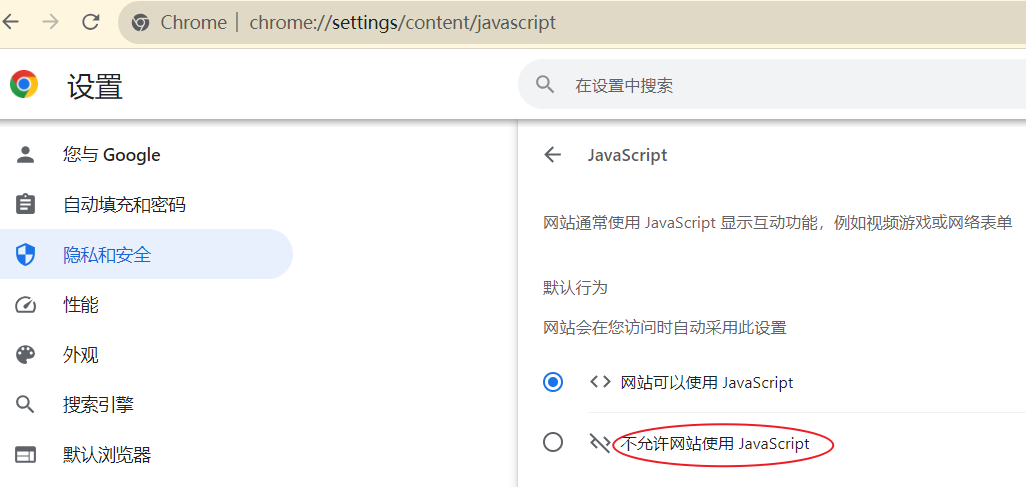 Chrome | chrome://settings/content/javascript
设置
在设置中搜索
您与 Google
自动填充和密码
隐私和安全
性能
外观
搜索引擎
默认浏览器
JavaScript
网站通常使用 JavaScript 显示互动功能，例如视频游戏或网络表单
默认行为
网站会在您访问时自动采用此设置
网站可以使用 JavaScript
不允许网站使用 JavaScript